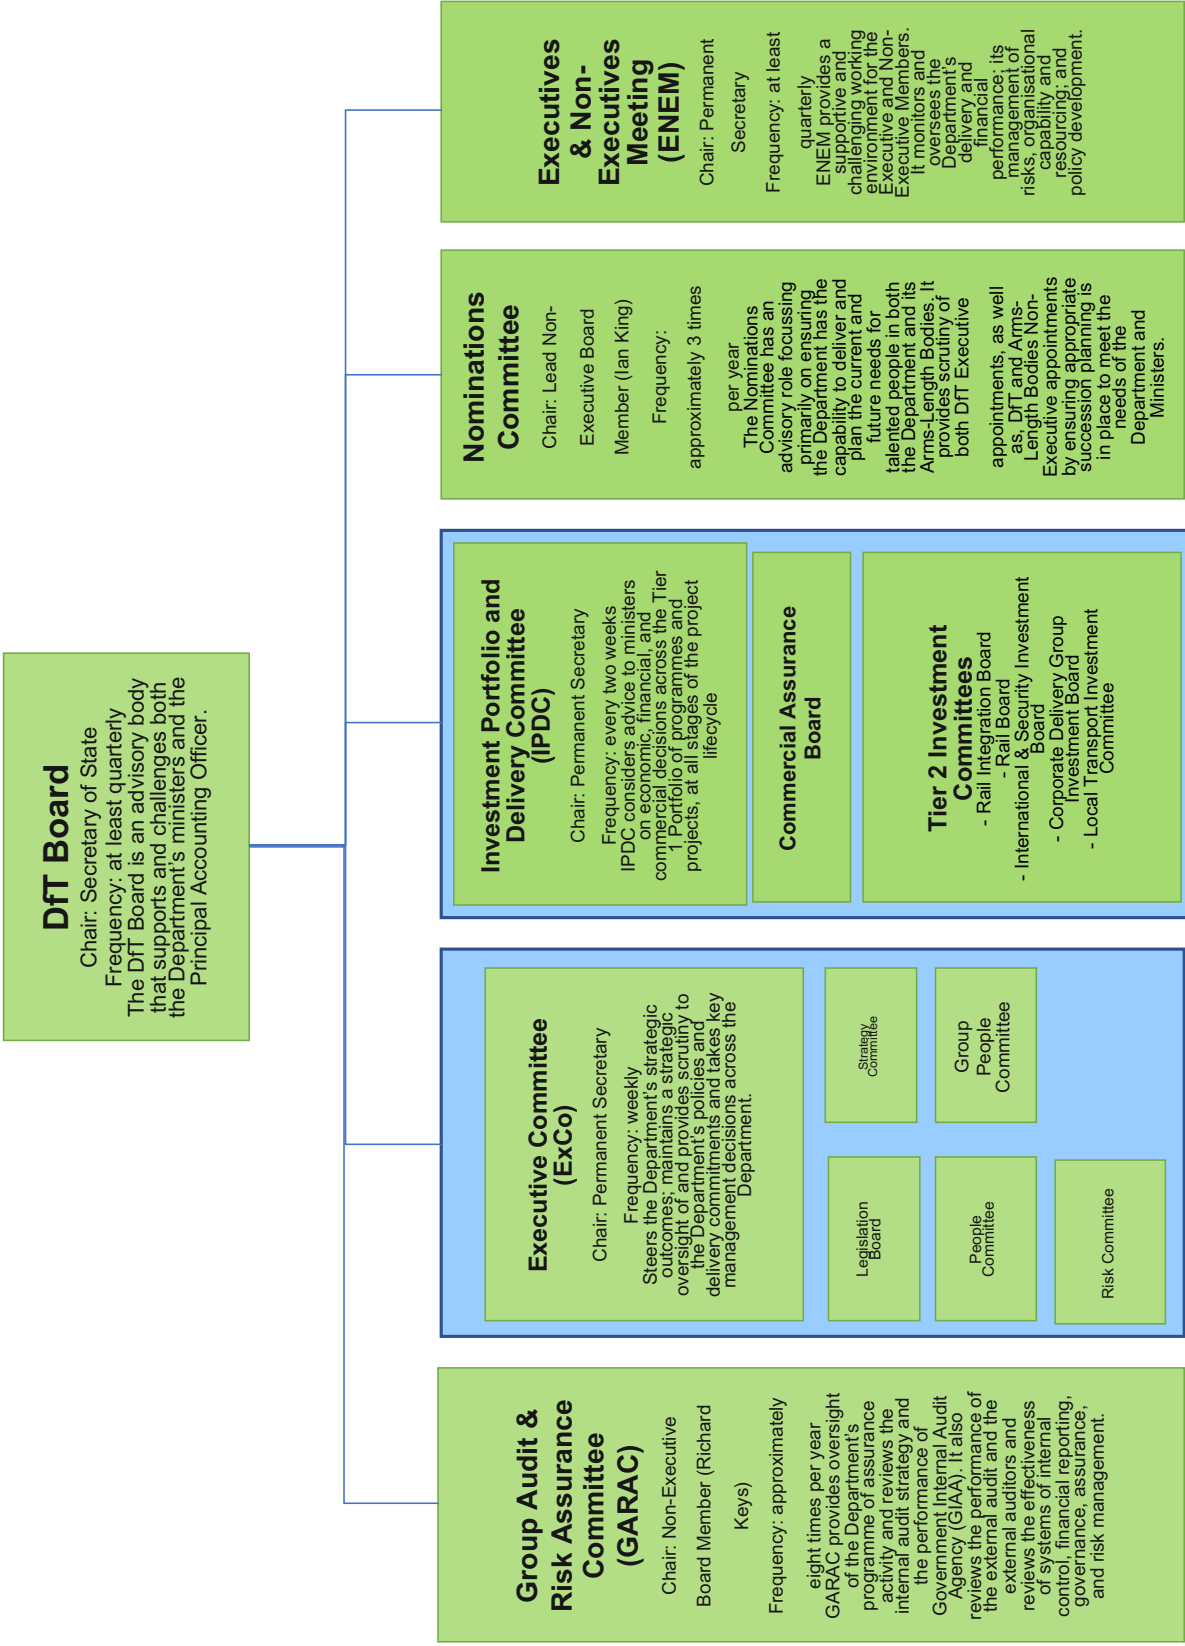 DfT Board
Chair: Secretary of State
Frequency: at least quarterly
The DfT Board is an advisory body
that supports and challenges both
the Department's ministers and the
Principal Accounting Officer.
Group Audit &
Risk Assurance
Committee
(GARAC)
Chair: Non-Executive
Board Member (Richard
Keys)
Frequency: approximately
eight times per year
GARAC provides oversight
of the Department's
programme of assurance
activity and reviews the
internal audit strategy and
the performance of
Government Internal Audit
Agency (GIAA). It also
reviews the performance of
the external audit and the
external auditors and
reviews the effectiveness
of systems of internal
control, financial reporting,
governance, assurance,
and risk management.
Executive Committee
(ExCo)
Chair: Permanent Secretary
Frequency: weekly
Steers the Department's strategic
outcomes; maintains a strategic
oversight of and provides scrutiny to
the Department's policies and
delivery commitments and takes key
management decisions across the
Department.
Legislation
Board
Strategy
Committee
People
Committee
Group
People
Committee
Risk Committee
Investment Portfolio and
Delivery Committee
(IPDC)
Chair: Permanent Secretary
Frequency: every two weeks
IPDC considers advice to ministers
on economic, financial, and
commercial decisions across the Tier
1 Portfolio of programmes and
projects, at all stages of the project
lifecycle
Commercial Assurance
Board
Tier 2 Investment
Committees
- Rail Integration Board
- Rail Board
- International & Security Investment
Board
- Corporate Delivery Group
Investment Board
- Local Transport Investment
Committee
Nominations
Committee
Chair: Lead Non-
Executive Board
Member (Ian King)
Frequency:
approximately 3 times
per year
The Nominations
Committee has an
advisory role focussing
primarily on ensuring
the Department has the
capability to deliver and
plan the current and
future needs for
talented people in both
the Department and its
Arms-Length Bodies. It
provides scrutiny of
both DfT Executive
appointments, as well
as, DfT and Arms-
Length Bodies Non-
Executive appointments
by ensuring appropriate
succession planning is
in place to meet the
needs of the
Department and
Ministers.
Executives
& Non-
Executives
Meeting
(ENEM)
Chair: Permanent
Secretary
Frequency: at least
quarterly
ENEM provides a
supportive and
challenging working
environment for the
Executive and Non-
Executive Members.
It monitors and
oversees the
Department's
delivery and
financial
performance; its
management of
risks, organisational
capability and
resourcing; and
policy development.